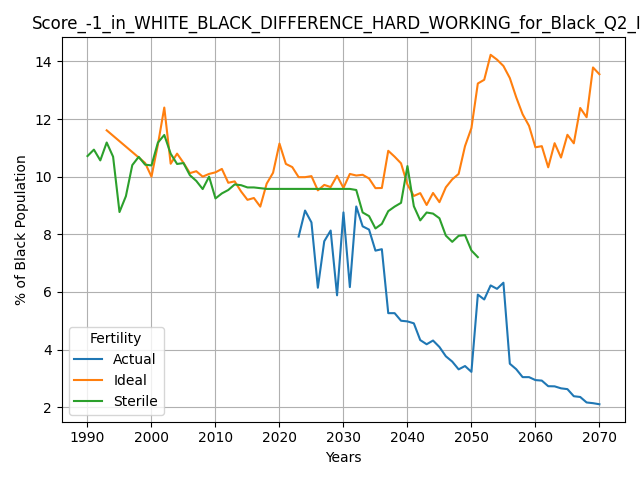 Score_-1_in_WHITE_BLACK_DIFFERENCE_HARD_WORKING_for_Black_Q2_I
14
12
10
8
6
4
2
% of Black Population
Fertility
Actual
Ideal
Sterile
1990 2000 2010 2020 2030 2040 2050 2060 2070
Years